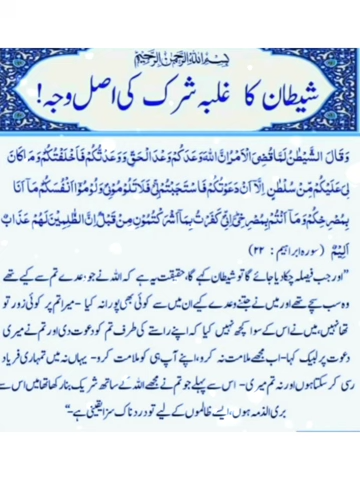 بِسْمِ اللّٰهِ الرَّحْمٰنِ الرَّحِيْمِ
شیطان کا غلبہ شرک کی اصل وجہ!
وَقَالَ الشَّيْطٰنُ لَمَّا قُضِيَ الْاَمْرُ اِنَّ اللّٰهَ وَعَدَكُمْ وَعْدَ الْحَقِّ وَوَعَدْتُّكُمْ فَاَخْلَفْتُكُمْ وَمَا كَانَ
لِيَ عَلَيْكُمْ مِّنْ سُلْطٰنٍ اِلَّآ اَنْ دَعَوْتُكُمْ فَاسْتَجَبْتُمْ لِيْ فَلَا تَلُوْمُوْنِيْ وَلُوْمُوْٓا اَنْفُسَكُمْ مَآ اَنَا
بِمُصْرِخِكُمْ وَمَآ اَنْتُمْ بِمُصْرِخِيَّ اِنِّيْ كَفَرْتُ بِمَآ اَشْرَكْتُمُوْنِ مِنْ قَبْلُ اِنَّ الظّٰلِمِيْنَ لَهُمْ عَذَابٌ
اَلِيْمٌ (سورہ ابراہیم : ۲۲)
”اور جب فیصلہ چکا دیا جائے گا تو شیطان کہے گا، حقیقت یہ ہے کہ اللہ نے جو وعدے تم سے کیے تھے
وہ سب سچے تھے اور میں نے جتنے وعدے کیے ان میں سے کوئی بھی پورا نہ کیا - میرا تم پر کوئی زور تو
تھا نہیں، میں نے اس کے سوا کچھ نہیں کیا کہ اپنے راستے کی طرف تم کو دعوت دی اور تم نے میری
دعوت پر لبیک کہا- اب مجھے ملامت نہ کرو، اپنے آپ ہی کو ملامت کرو- یہاں نہ میں تمہاری فریاد
رسی کر سکتا ہوں اور نہ تم میری - اس سے پہلے جو تم نے مجھے اللہ کے ساتھ شریک بنا رکھا تھا میں اس سے
بری الذمہ ہوں، ایسے ظالموں کے لیے تو دردناک سزا یقینی ہے-“